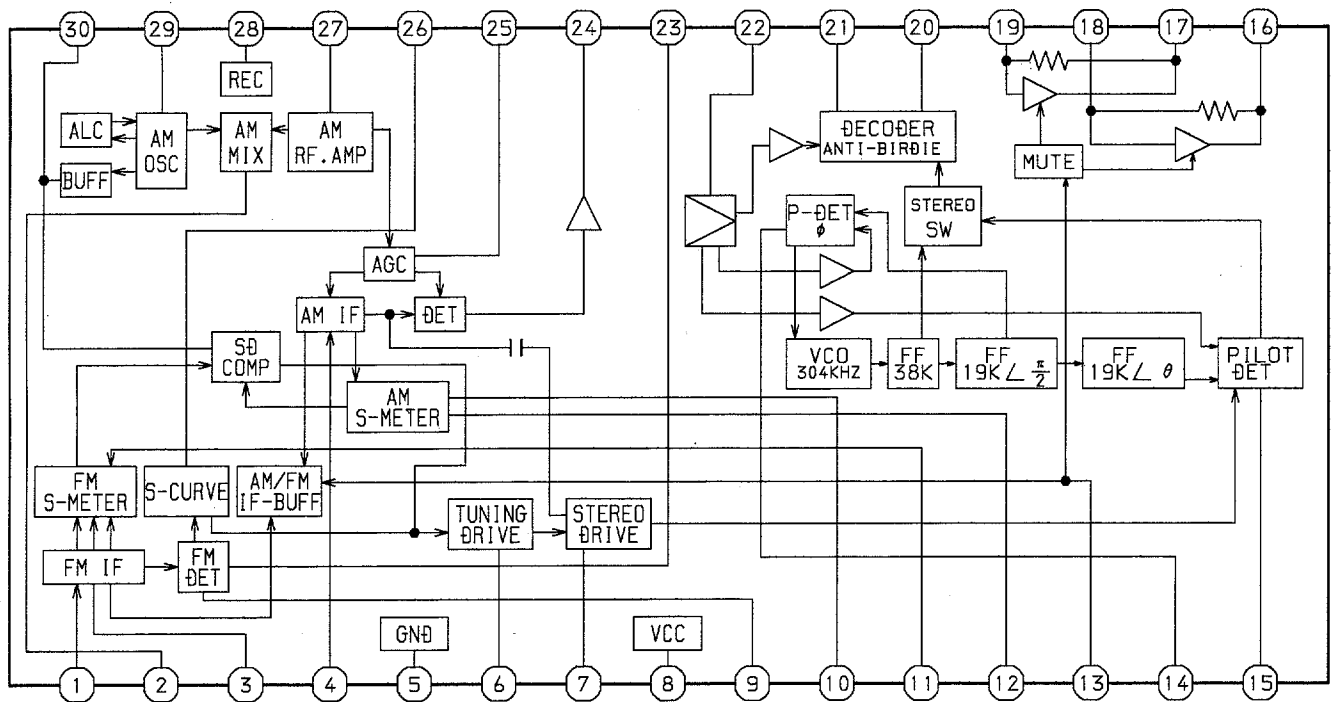 30 29 28 27 26 25 24 23 22 21 20 19 18 17 16
REC
ALC
AM
OSC
AM
MIX
AM
RF.AMP
BUFF
DECODER
ANTI-BIRDIE
MUTE
P-DET
φ
STEREO
SW
AGC
AM IF
DET
SD
COMP
VCO
304KHZ
FF
38K
FF
19K∠ π/2
FF
19K∠ θ
PILOT
DET
AM
S-METER
FM
S-METER
S-CURVE
AM/FM
IF-BUFF
TUNING
DRIVE
STEREO
DRIVE
FM IF
FM
DET
GND
VCC
1 2 3 4 5 6 7 8 9 10 11 12 13 14 15